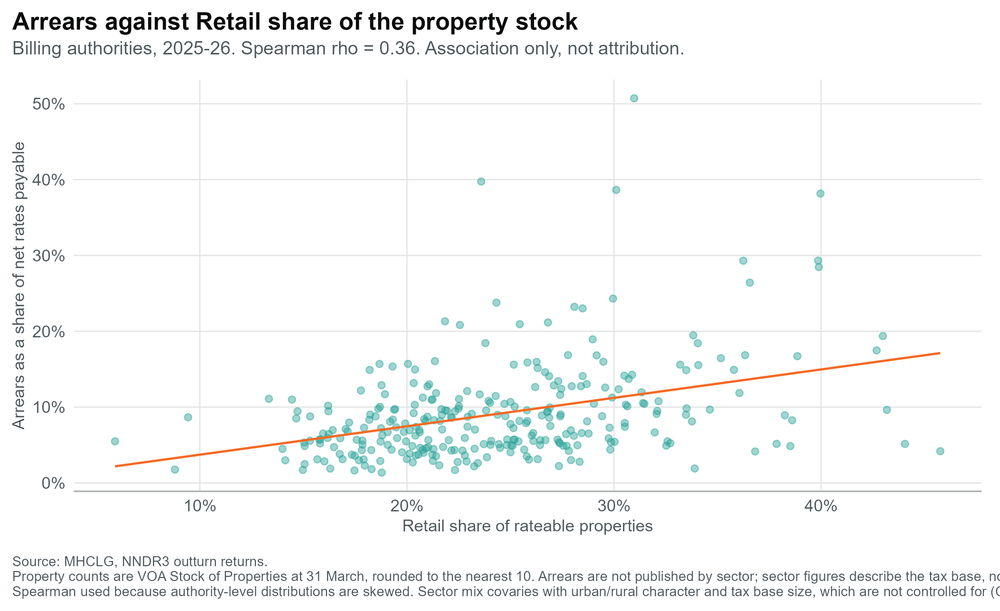 Arrears against Retail share of the property stock
Billing authorities, 2025-26. Spearman rho = 0.36. Association only, not attribution.
Arrears as a share of net rates payable
50%
40%
30%
20%
10%
0%
10%
20%
30%
40%
Retail share of rateable properties
Source: MHCLG, NNDR3 outturn returns.
Property counts are VOA Stock of Properties at 31 March, rounded to the nearest 10. Arrears are not published by sector; sector figures describe the tax base,
Spearman used because authority-level distributions are skewed. Sector mix covaries with urban/rural character and tax base size, which are not controlled for